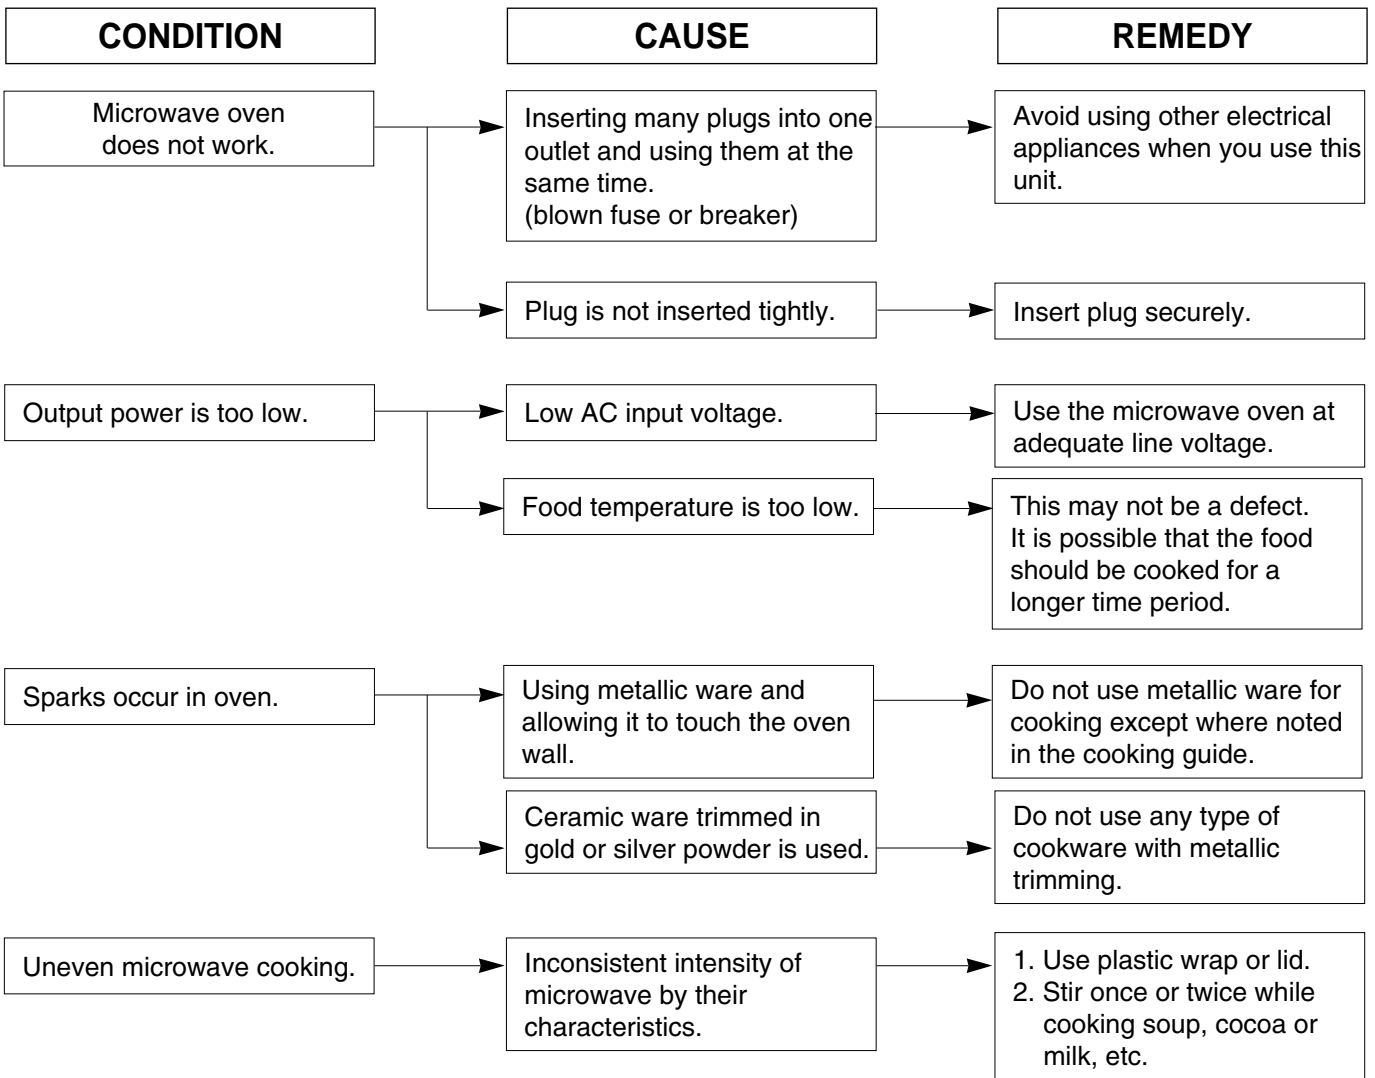 CONDITION
CAUSE
REMEDY
Microwave oven
does not work.
Inserting many plugs into one
outlet and using them at the
same time.
(blown fuse or breaker)
Avoid using other electrical
appliances when you use this
unit.
Plug is not inserted tightly.
Insert plug securely.
Output power is too low.
Low AC input voltage.
Use the microwave oven at
adequate line voltage.
Food temperature is too low.
This may not be a defect.
It is possible that the food
should be cooked for a
longer time period.
Sparks occur in oven.
Using metallic ware and
allowing it to touch the oven
wall.
Do not use metallic ware for
cooking except where noted
in the cooking guide.
Ceramic ware trimmed in
gold or silver powder is used.
Do not use any type of
cookware with metallic
trimming.
Uneven microwave cooking.
Inconsistent intensity of
microwave by their
characteristics.
1. Use plastic wrap or lid.
2. Stir once or twice while
cooking soup, cocoa or
milk, etc.